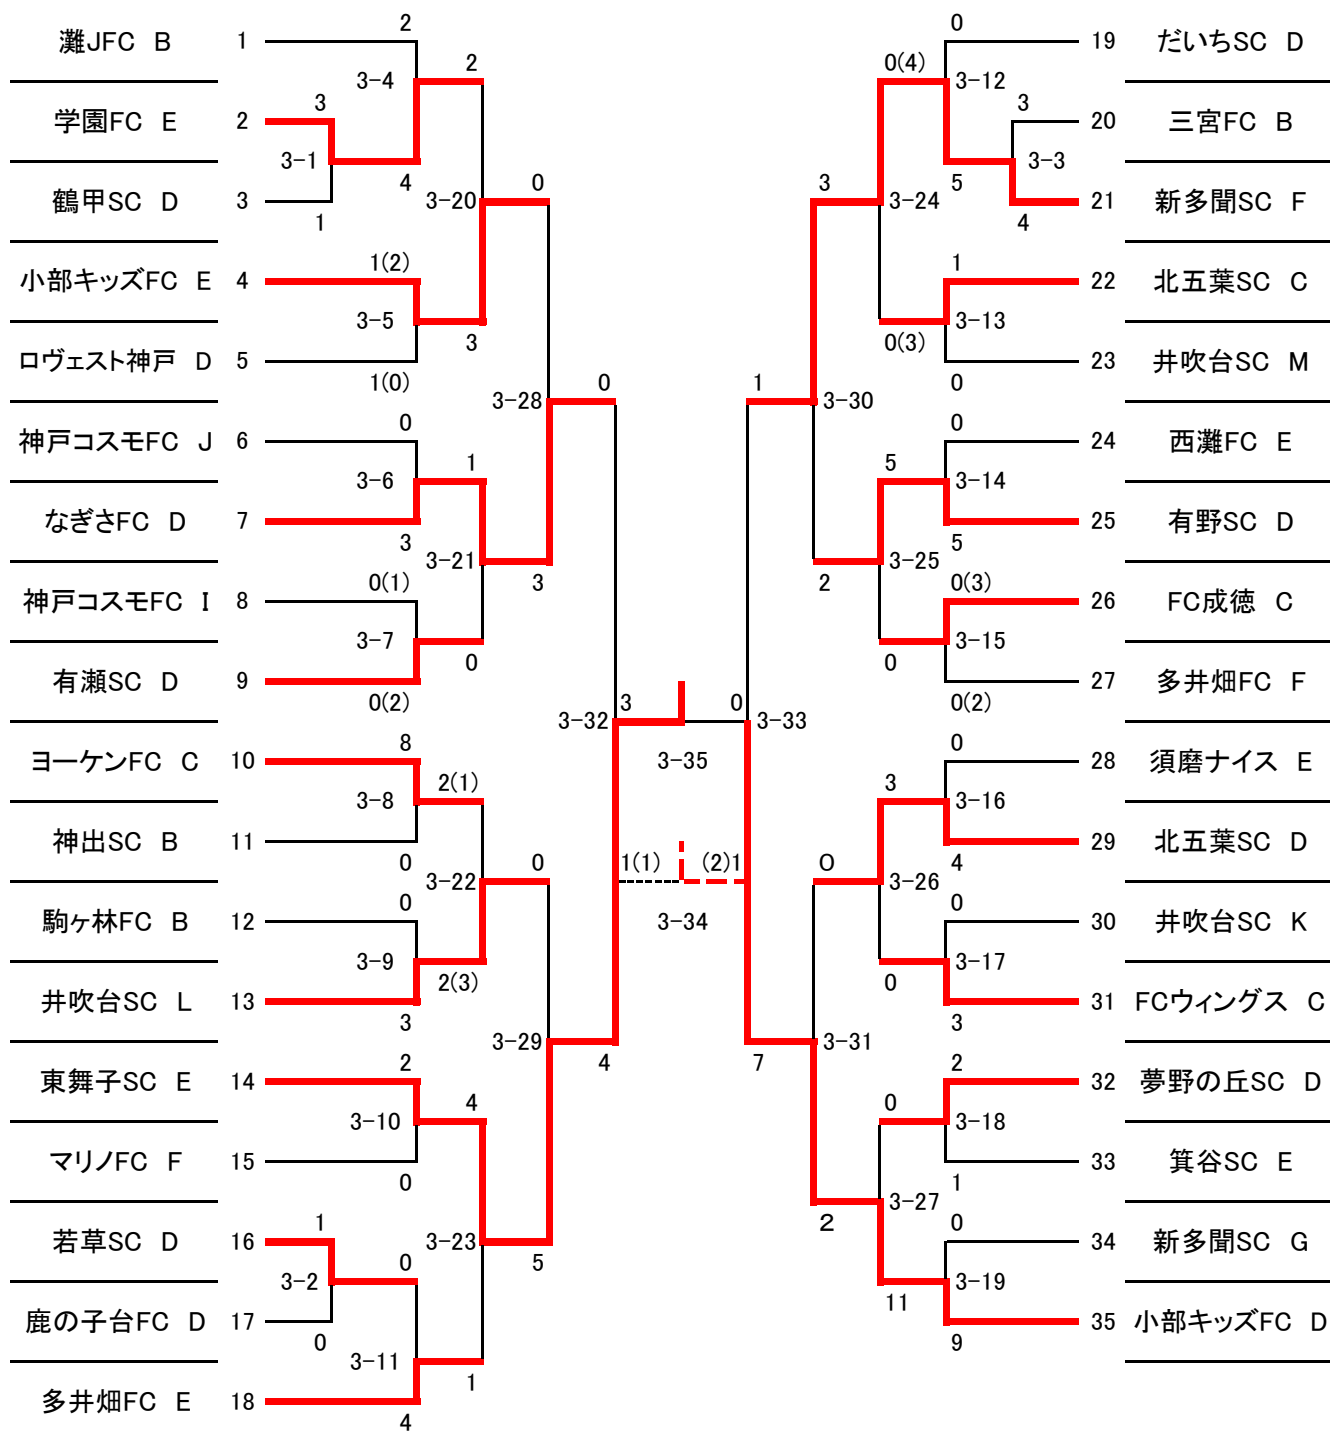 灘JFC B 1
学園FC E 2
鶴甲SC D 3
小部キッズFC E 4
ロヴェスト神戸 D 5
神戸コスモFC J 6
なぎさFC D 7
神戸コスモFC I 8
有瀬SC D 9
ヨーケンFC C 10
神出SC B 11
駒ヶ林FC B 12
井吹台SC L 13
東舞子SC E 14
マリノFC F 15
若草SC D 16
鹿の子台FC D 17
多井畑FC E 18
3
3-1
1
1
3-2
0
2
3-4
4
1(2)
3-5
1(0)
0
3-6
3
0(1)
3-7
0(2)
8
3-8
0
0
3-9
3
2
3-10
0
0
3-11
4
2
3-20
3
1
3-21
0
2(1)
3-22
2(3)
4
3-23
1
0
3-28
3
0
3-29
5
0
3-32
4
3
0
3-35
1(1)
(2)1
3-34
1
3-33
7
3
3-30
2
O
3-31
2
0(4)
3-24
0(3)
5
3-25
0
3
3-26
0
0
3-27
11
0
3-12
5
3
3-3
4
1
3-13
0
0
3-14
5
0(3)
3-15
0(2)
0
3-16
4
0
3-17
3
2
3-18
1
0
3-19
9
19 だいちSC D
20 三宮FC B
21 新多聞SC F
22 北五葉SC C
23 井吹台SC M
24 西灘FC E
25 有野SC D
26 FC成徳 C
27 多井畑FC F
28 須磨ナイス E
29 北五葉SC D
30 井吹台SC K
31 FCウィングス C
32 夢野の丘SC D
33 箕谷SC E
34 新多聞SC G
35 小部キッズFC D